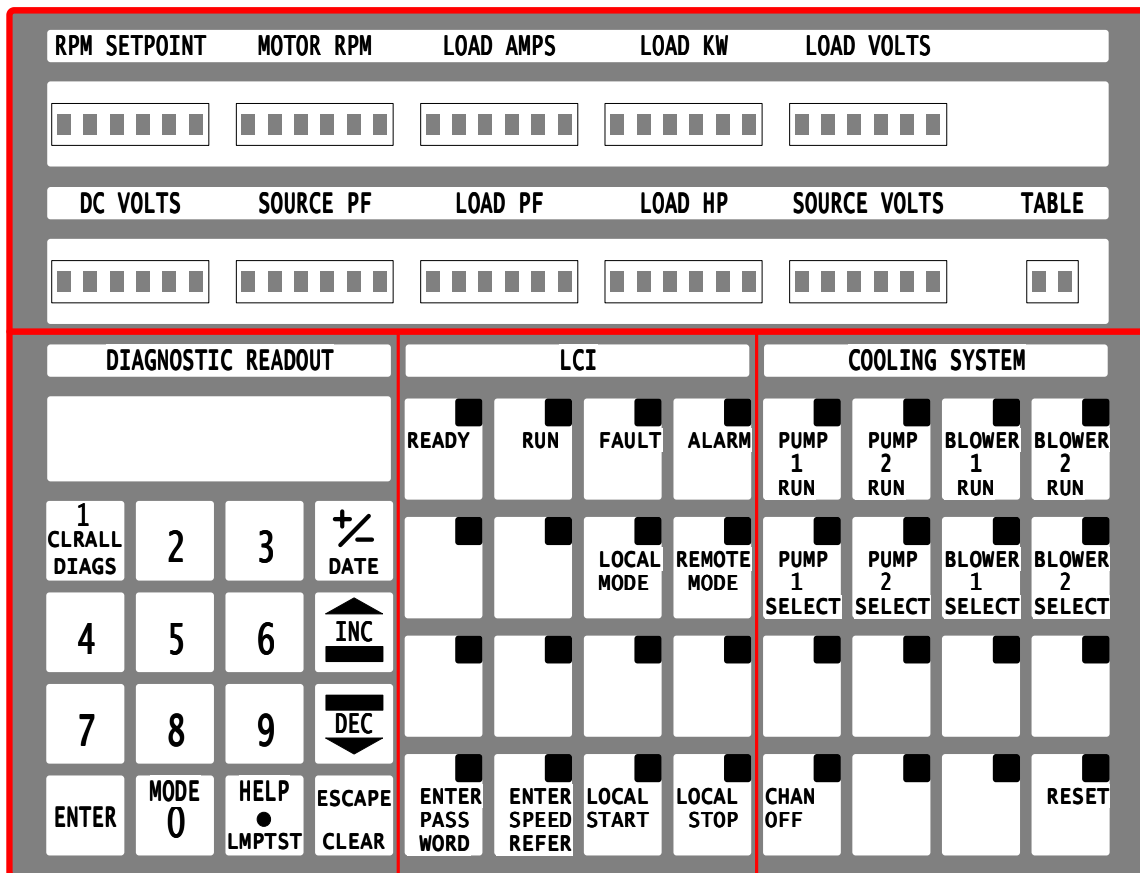 RPM SETPOINT MOTOR RPM LOAD AMPS LOAD KW LOAD VOLTS
DC VOLTS SOURCE PF LOAD PF LOAD HP SOURCE VOLTS TABLE
DIAGNOSTIC READOUT
1
CLRALL
DIAGS
2
3
+/−
DATE
4
5
6
INC
7
8
9
DEC
ENTER
MODE
0
HELP
●
LMPTST
ESCAPE
CLEAR
LCI
READY
RUN
FAULT
ALARM
LOCAL
MODE
REMOTE
MODE
ENTER
PASS
WORD
ENTER
SPEED
REFER
LOCAL
START
LOCAL
STOP
COOLING SYSTEM
PUMP
1
RUN
PUMP
2
RUN
BLOWER
1
RUN
BLOWER
2
RUN
PUMP
1
SELECT
PUMP
2
SELECT
BLOWER
1
SELECT
BLOWER
2
SELECT
CHAN
OFF
RESET